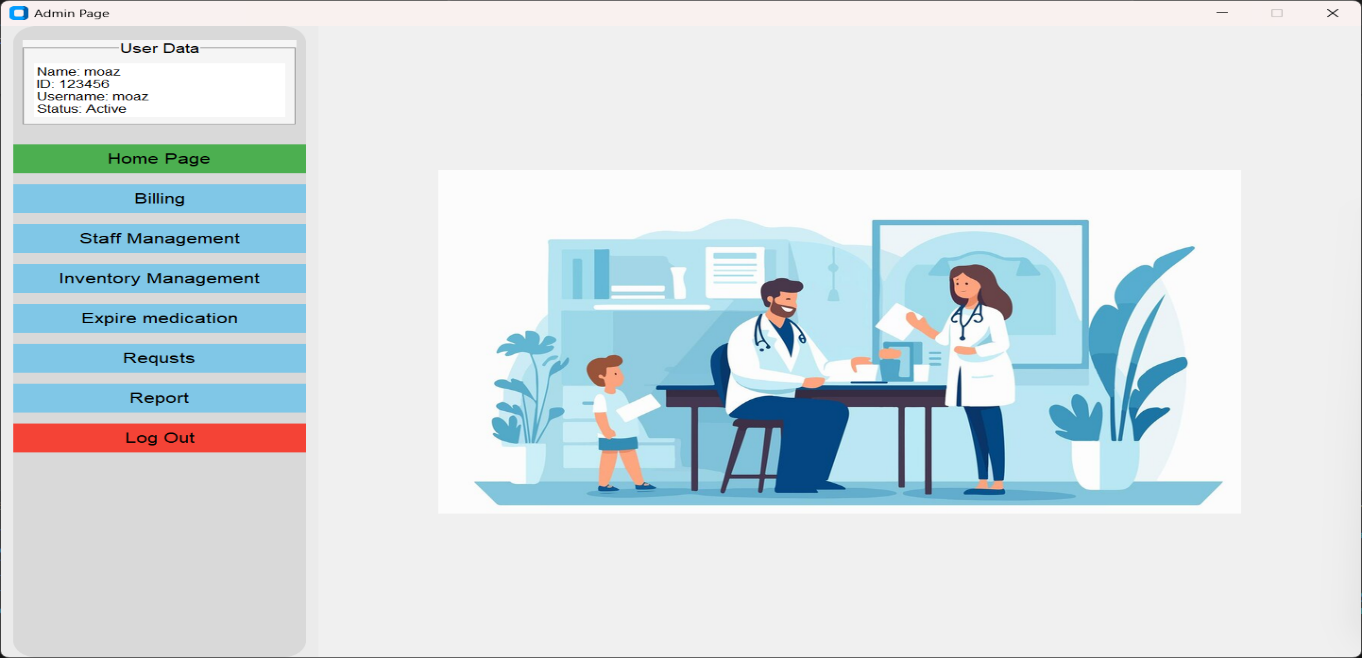 Admin Page
User Data
Name: moaz
ID: 123456
Username: moaz
Status: Active
Home Page
Billing
Staff Management
Inventory Management
Expire medication
Requsts
Report
Log Out